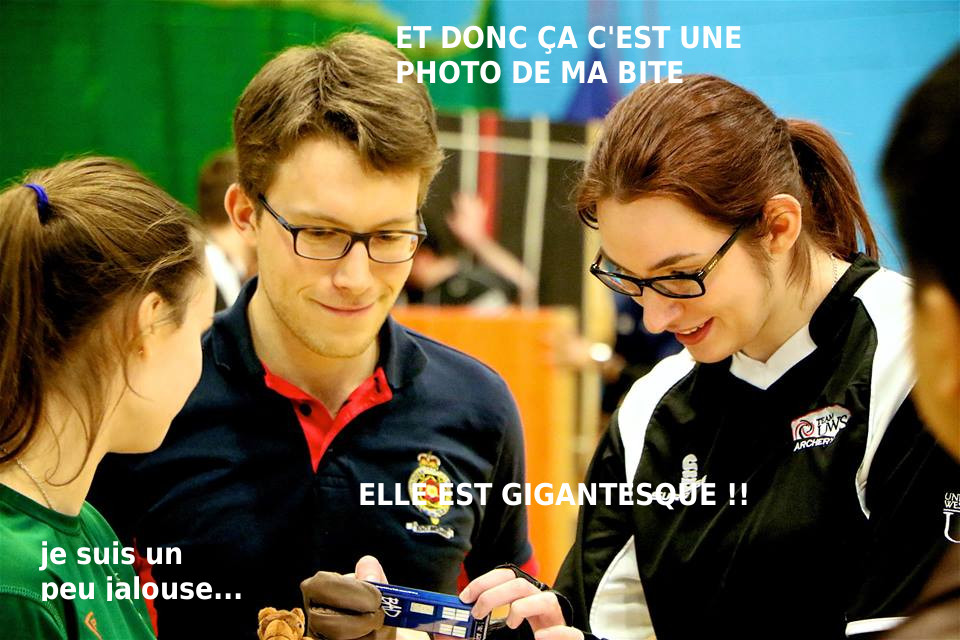 ET DONC ÇA C'EST UNE
PHOTO DE MA BITE
TEAM
UWS
ARCHERY
ELLE EST GIGANTESQUE !!
je suis un
peu jalouse...